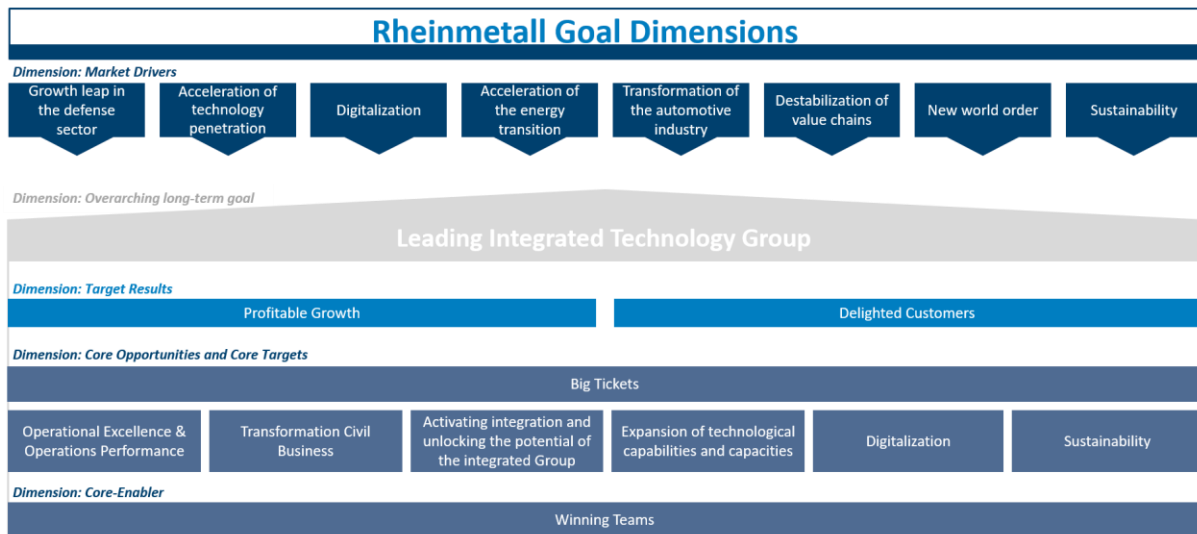 Rheinmetall Goal Dimensions
Dimension: Market Drivers
Growth leap in
the defense
sector
Acceleration of
technology
penetration
Digitalization
Acceleration of
the energy
transition
Transformation of
the automotive
industry
Destabilization of
value chains
New world order
Sustainability
Dimension: Overarching long-term goal
Leading Integrated Technology Group
Dimension: Target Results
Profitable Growth
Delighted Customers
Dimension: Core Opportunities and Core Targets
Big Tickets
Operational Excellence &
Operations Performance
Transformation Civil
Business
Activating integration and
unlocking the potential of
the integrated Group
Expansion of technological
capabilities and capacities
Digitalization
Sustainability
Dimension: Core-Enabler
Winning Teams